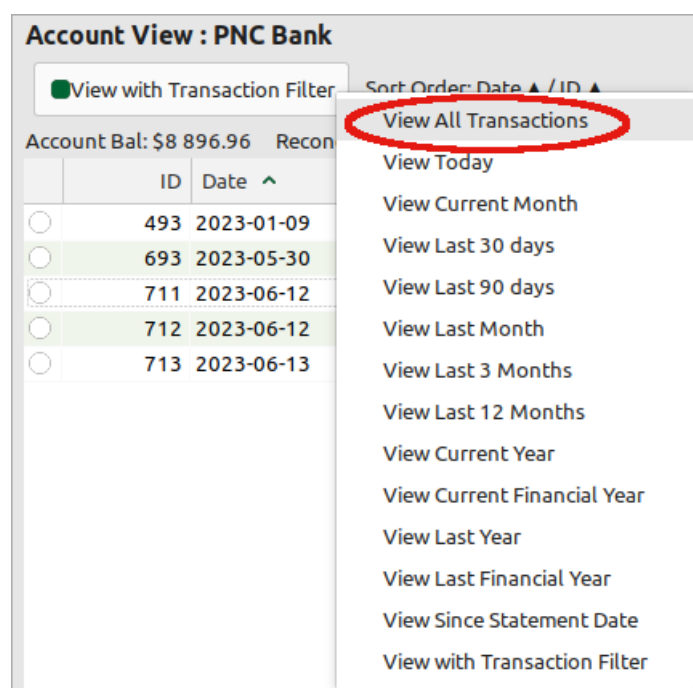 Account View : PNC Bank
View with Transaction Filter
Sort Order: Date ▲ / ID ▲
Account Bal: $8 896.96 Recon
ID Date
493 2023-01-09
693 2023-05-30
711 2023-06-12
712 2023-06-12
713 2023-06-13
View All Transactions
View Today
View Current Month
View Last 30 days
View Last 90 days
View Last Month
View Last 3 Months
View Last 12 Months
View Current Year
View Current Financial Year
View Last Year
View Last Financial Year
View Since Statement Date
View with Transaction Filter